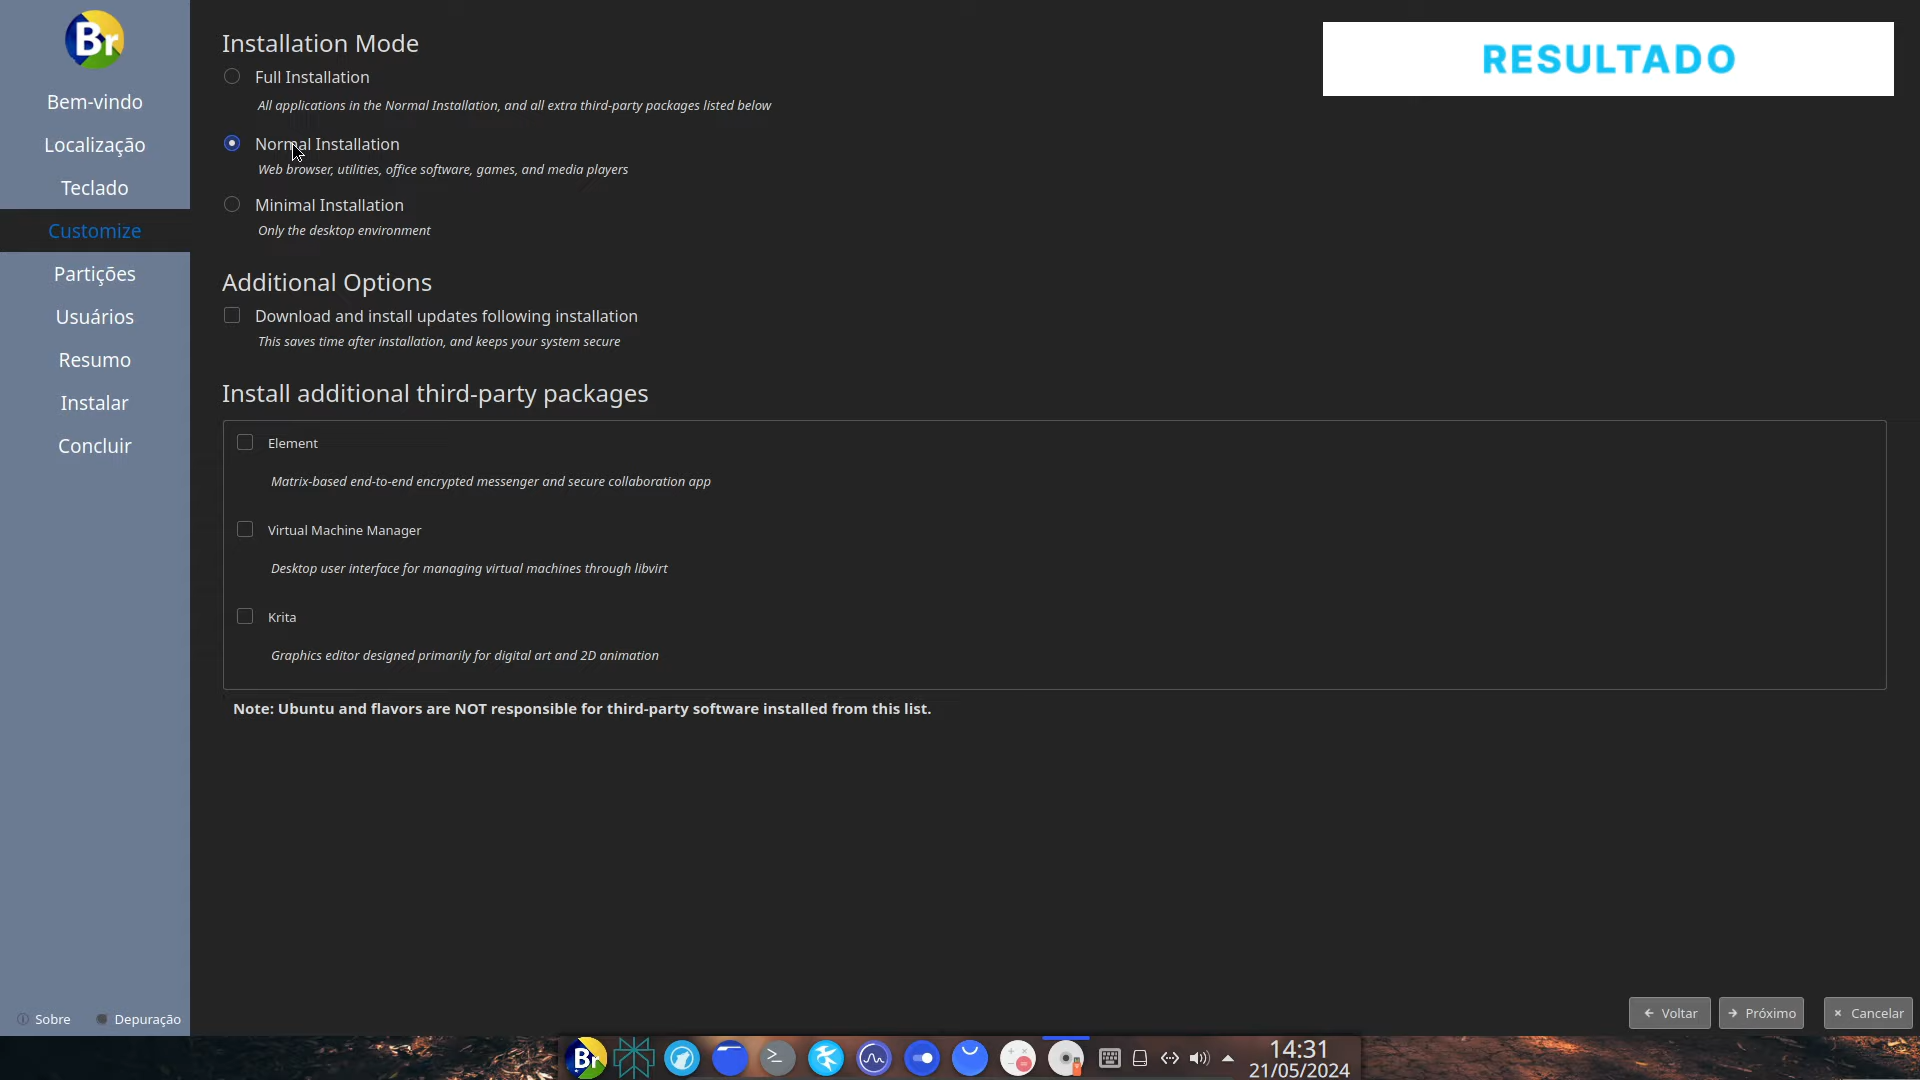 Br
Bem-vindo
Localização
Teclado
Customize
Partições
Usuários
Resumo
Instalar
Concluir
Sobre
Depuração
Installation Mode
Full Installation
All applications in the Normal Installation, and all extra third-party packages listed below
Normal Installation
Web browser, utilities, office software, games, and media players
Minimal Installation
Only the desktop environment
RESULTADO
Additional Options
Download and install updates following installation
This saves time after installation, and keeps your system secure
Install additional third-party packages
Element
Matrix-based end-to-end encrypted messenger and secure collaboration app
Virtual Machine Manager
Desktop user interface for managing virtual machines through libvirt
Krita
Graphics editor designed primarily for digital art and 2D animation
Note: Ubuntu and flavors are NOT responsible for third-party software installed from this list.
Voltar
Próximo
Cancelar
Br
14:31
21/05/2024